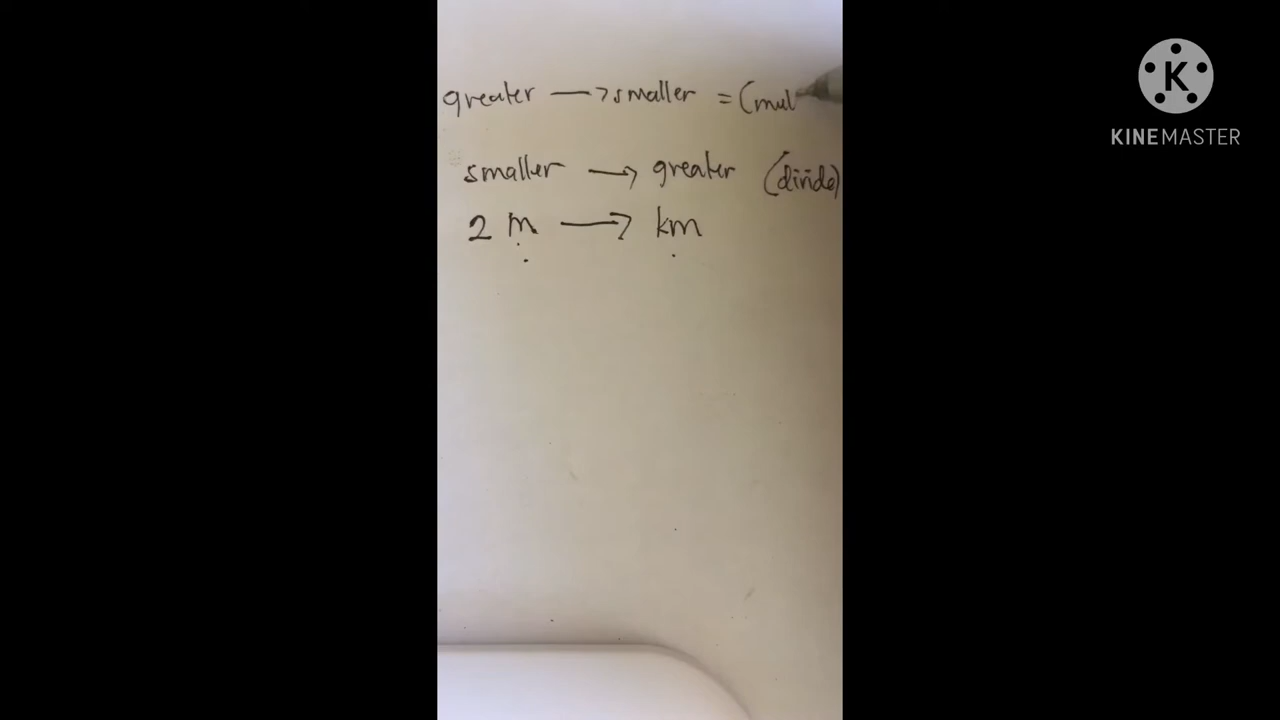 greater → smaller = (mul
smaller → greater (divide)
2 m → km
K
KINEMASTER